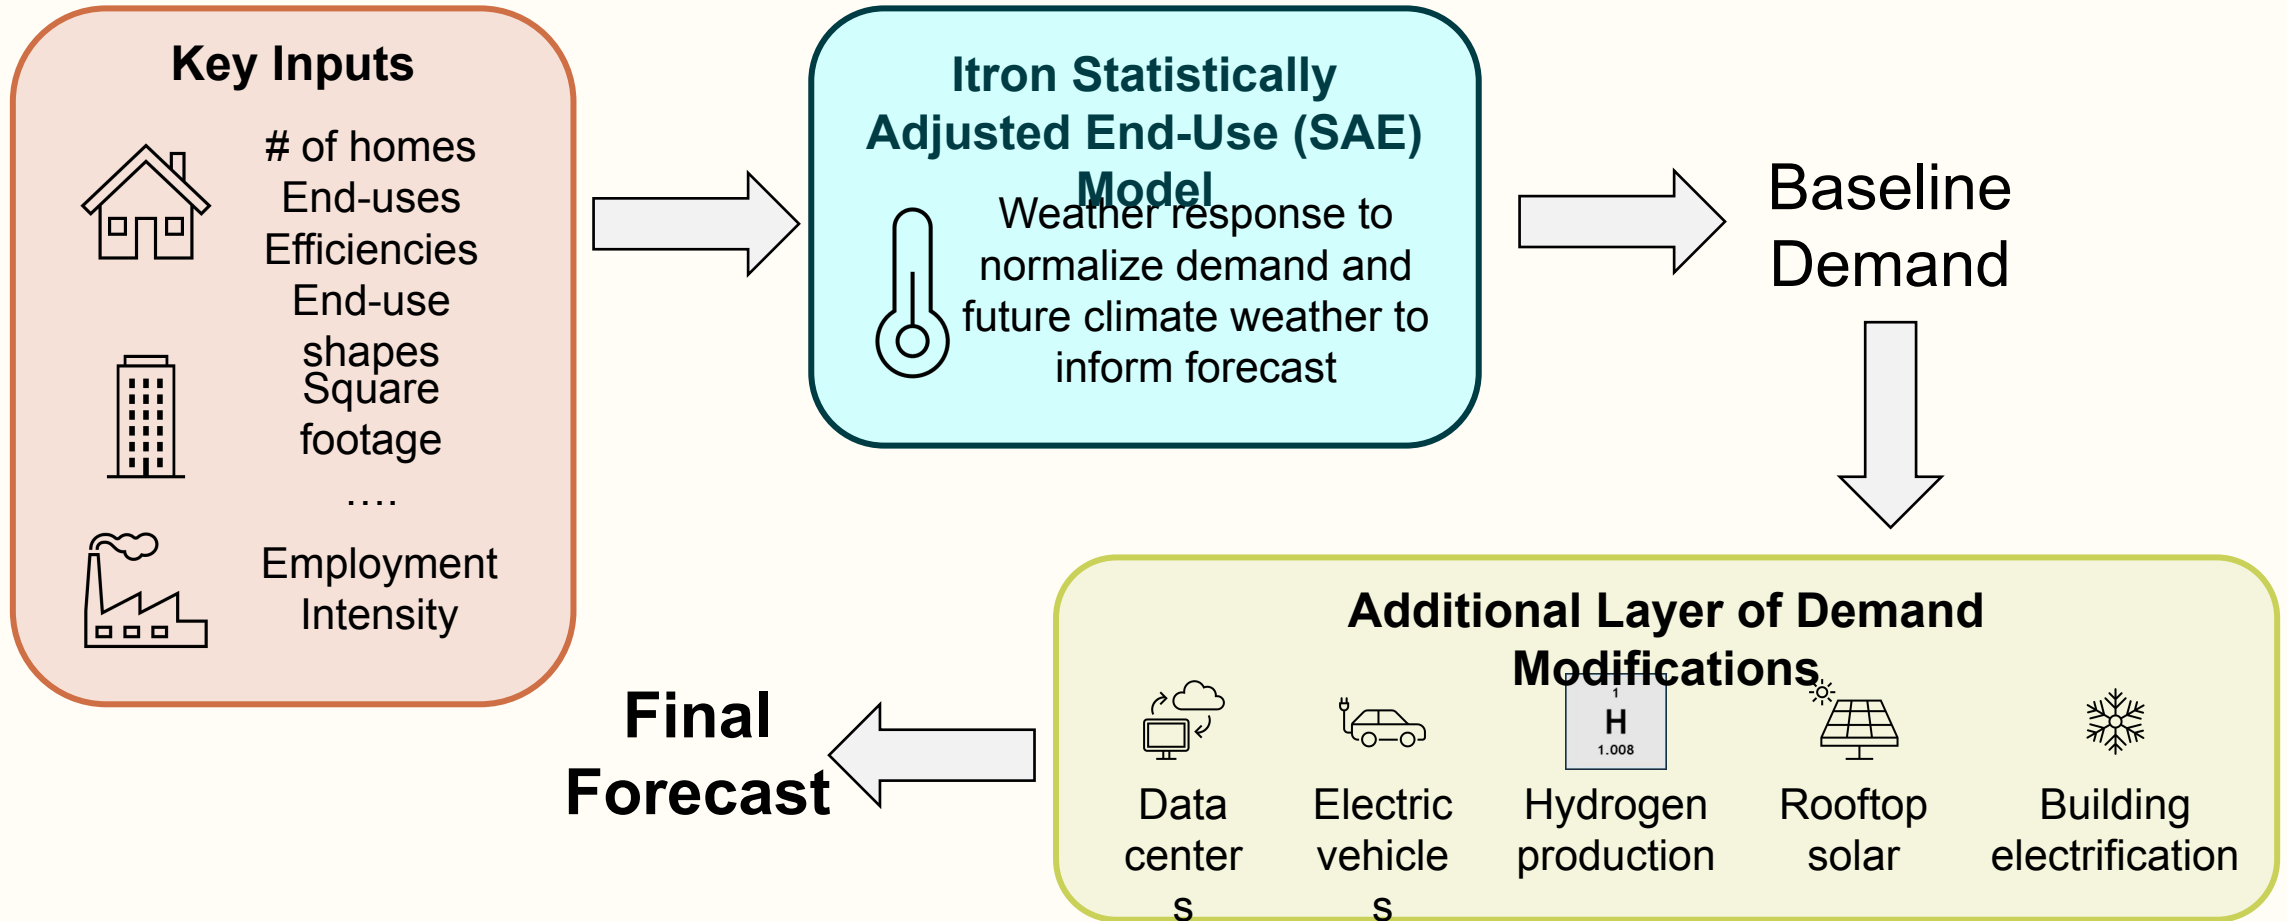 Key Inputs
# of homes
End-uses
Efficiencies
End-use
shapes
Square
footage
....
Employment
Intensity
Itron Statistically
Adjusted End-Use (SAE)
Model
Weather response to
normalize demand and
future climate weather to
inform forecast
Baseline
Demand
Additional Layer of Demand
Modifications
1
H
1.008
Data
center
s
Electric
vehicle
s
Hydrogen
production
Rooftop
solar
Building
electrification
Final
Forecast